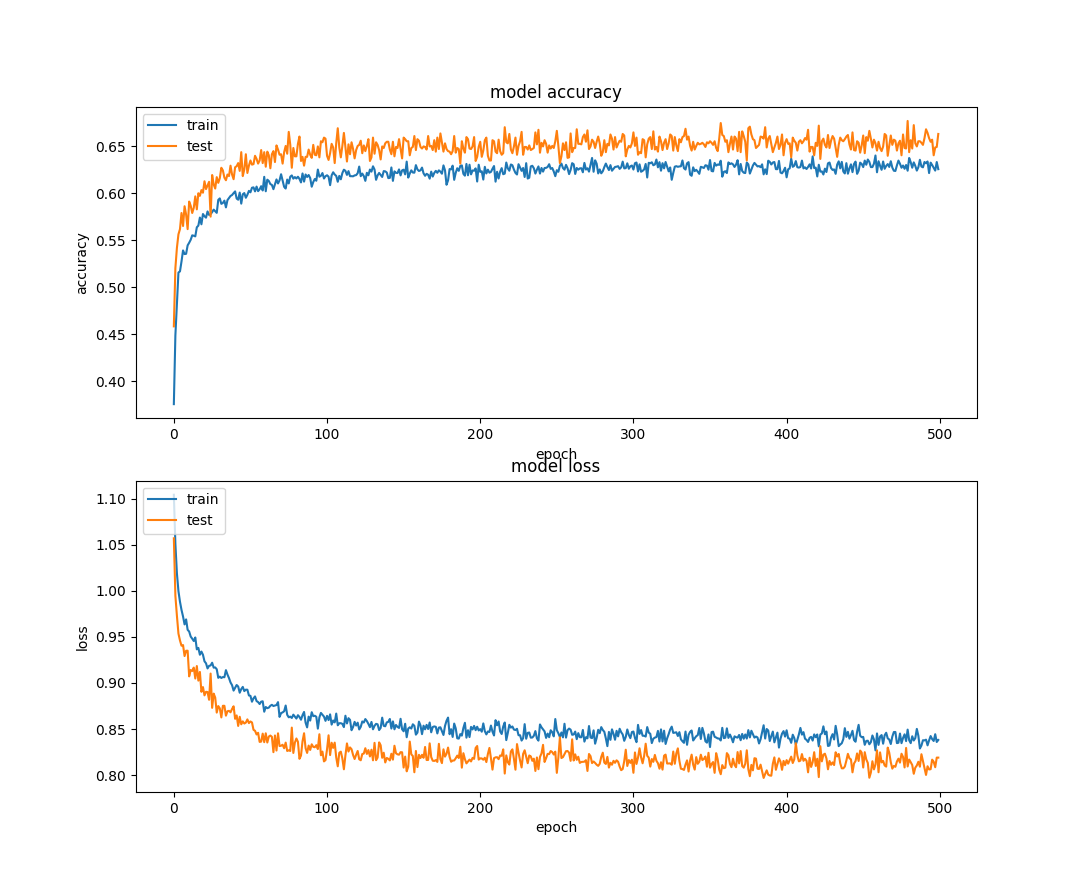 model accuracy
train
test
accuracy
0.65
0.60
0.55
0.50
0.45
0.40
0 100 200 300 400 500
epoch
model loss
train
test
loss
1.10
1.05
1.00
0.95
0.90
0.85
0.80
0 100 200 300 400 500
epoch